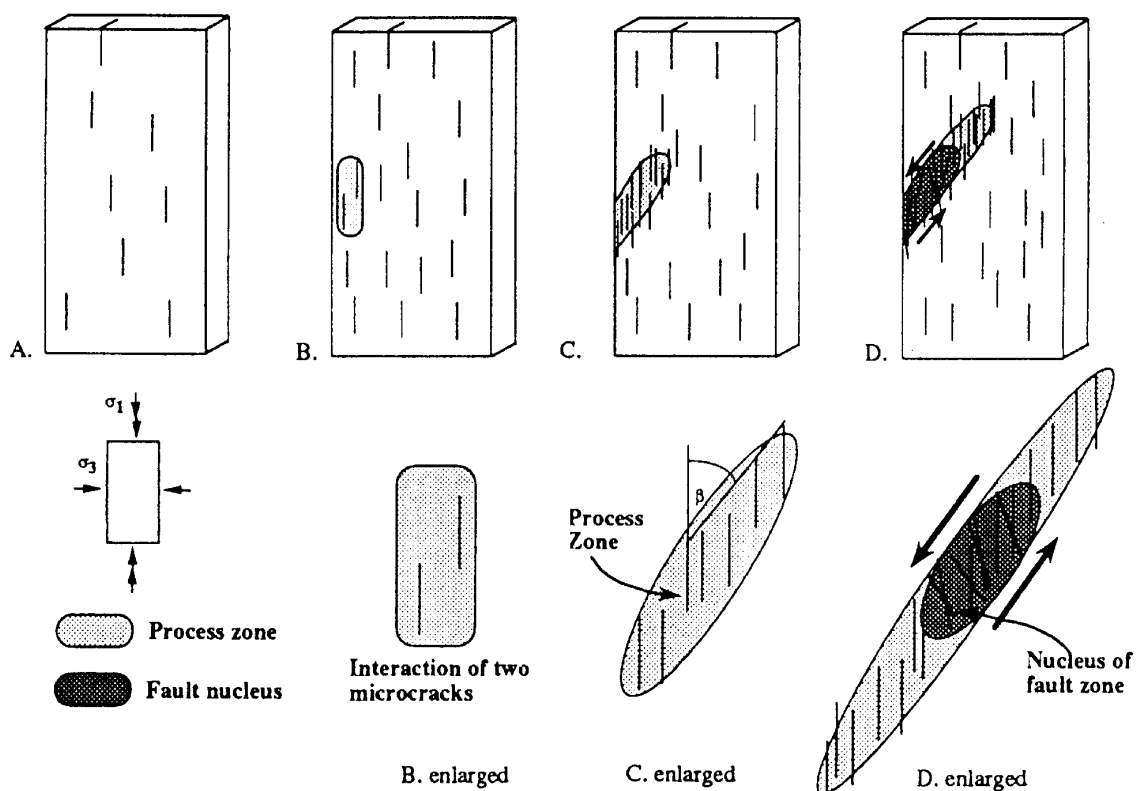 A.
B.
C.
D.
σ1
σ3
Process zone
Fault nucleus
Interaction of two
microcracks
B. enlarged
Process
Zone
β
C. enlarged
Nucleus of
fault zone
D. enlarged